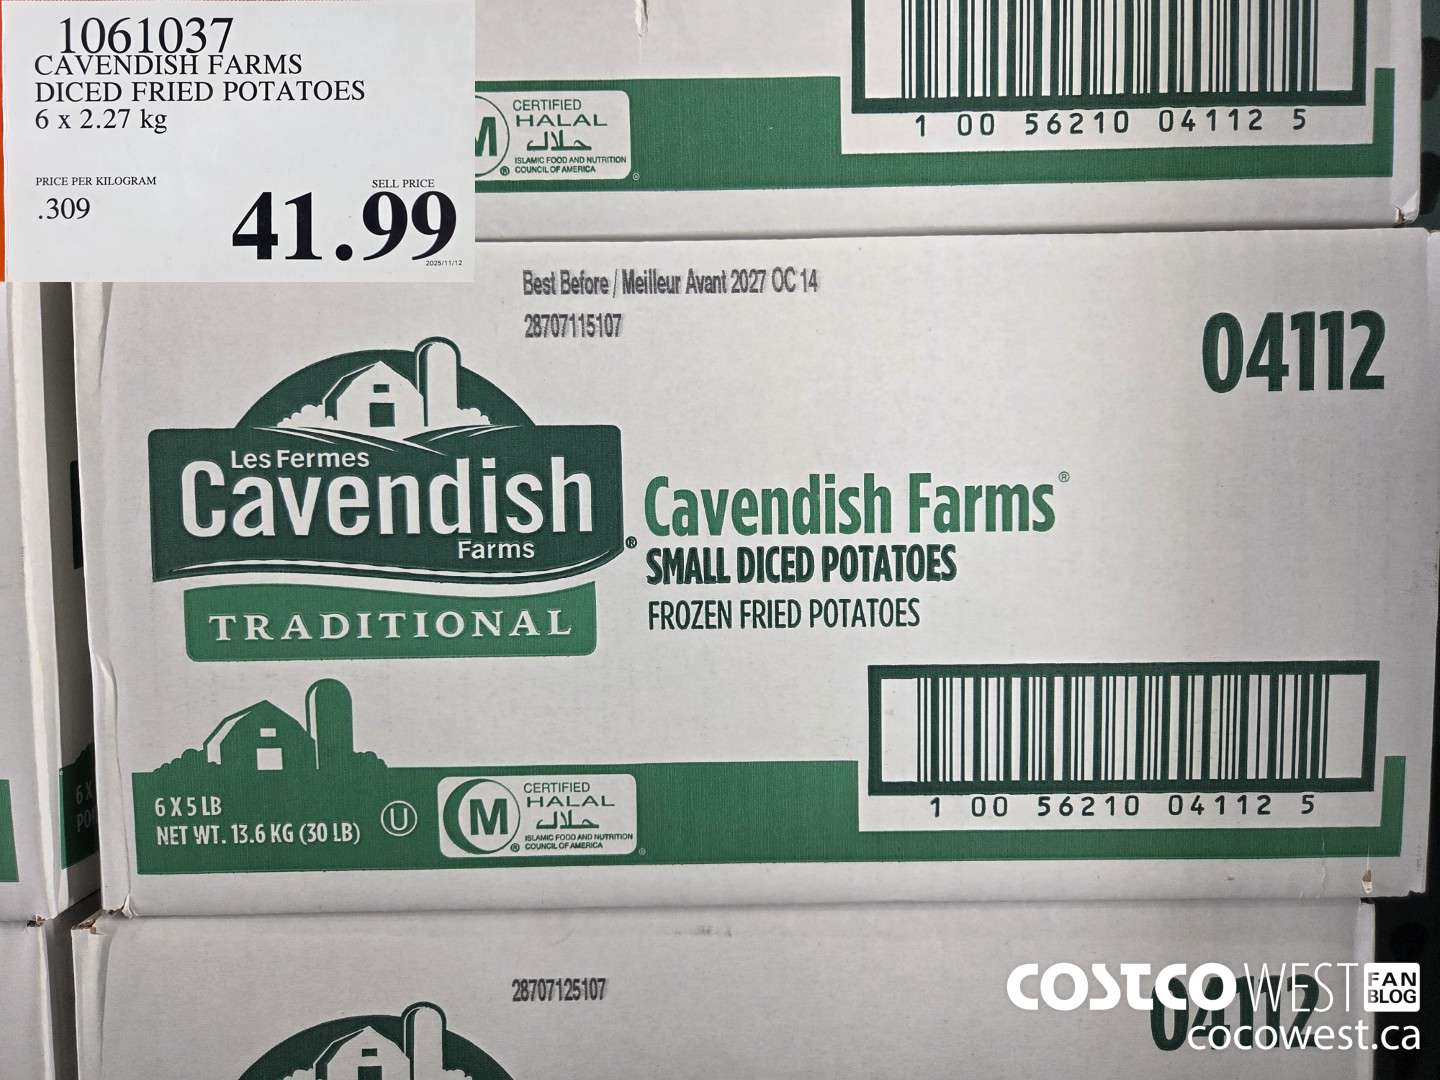 1061037
CAVENDISH FARMS
DICED FRIED POTATOES
6 x 2.27 kg
PRICE PER KILOGRAM
SELL PRICE
.309
41.99
2025/11/12
M
CERTIFIED
HALAL
حلال
ISLAMIC FOOD AND NUTRITION
® COUNCIL OF AMERICA
®
1 00 56210 04112 5
Best Before / Meilleur Avant 2027 OC 14
28707115107
04112
Les Fermes
Cavendish
Farms
®
TRADITIONAL
Cavendish Farms®
SMALL DICED POTATOES
FROZEN FRIED POTATOES
6 X 5 LB
NET WT. 13.6 KG (30 LB)
U
M
CERTIFIED
HALAL
حلال
ISLAMIC FOOD AND NUTRITION
® COUNCIL OF AMERICA
®
1 00 56210 04112 5
6 X
PO
28707125107
04112
COSTCO WEST FAN BLOG
cocowest.ca